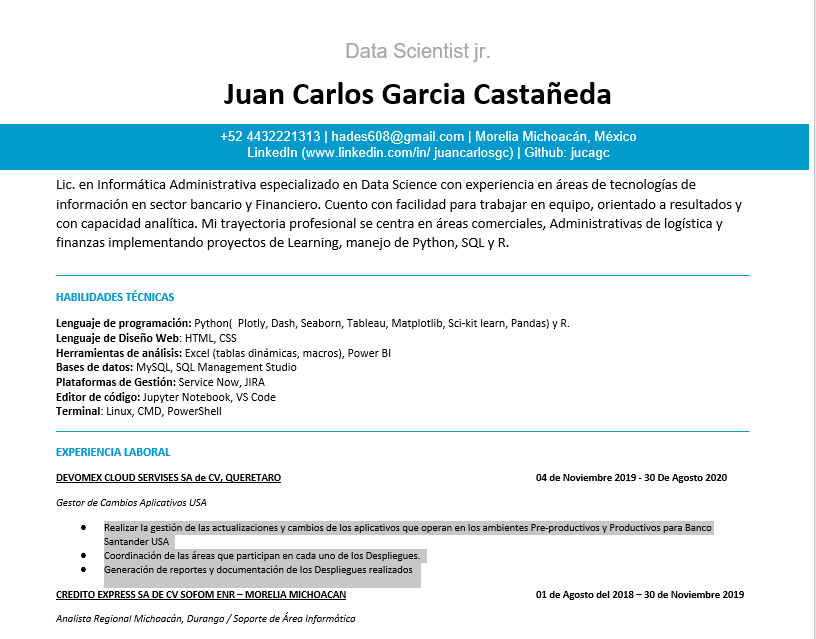 Data Scientist jr.
Juan Carlos Garcia Castañeda
+52 4432221313 | hades608@gmail.com | Morelia Michoacán, México
LinkedIn (www.linkedin.com/in/ juancarlosgc) | Github: jucagc
Lic. en Informática Administrativa especializado en Data Science con experiencia en áreas de tecnologías de
información en sector bancario y Financiero. Cuento con facilidad para trabajar en equipo, orientado a resultados y
con capacidad analítica. Mi trayectoria profesional se centra en áreas comerciales, Administrativas de logística y
finanzas implementando proyectos de Learning, manejo de Python, SQL y R.
HABILIDADES TÉCNICAS
Lenguaje de programación: Python(  Plotly, Dash, Seaborn, Tableau, Matplotlib, Sci-kit learn, Pandas) y R.
Lenguaje de Diseño Web: HTML, CSS
Herramientas de análisis: Excel (tablas dinámicas, macros), Power BI
Bases de datos: MySQL, SQL Management Studio
Plataformas de Gestión: Service Now, JIRA
Editor de código: Jupyter Notebook, VS Code
Terminal: Linux, CMD, PowerShell
EXPERIENCIA LABORAL
DEVOMEX CLOUD SERVISES SA de CV, QUERETARO 04 de Noviembre 2019 - 30 De Agosto 2020
Gestor de Cambios Aplicativos USA
● Realizar la gestión de las actualizaciones y cambios de los aplicativos que operan en los ambientes Pre-productivos y Productivos para Banco
Santander USA
● Coordinación de las áreas que participan en cada uno de los Despliegues.
● Generación de reportes y documentación de los Despliegues realizados
CREDITO EXPRESS SA DE CV SOFOM ENR – MORELIA MICHOACAN 01 de Agosto del 2018 – 30 de Noviembre 2019
Analista Regional Michoacán, Durango / Soporte de Área Informática